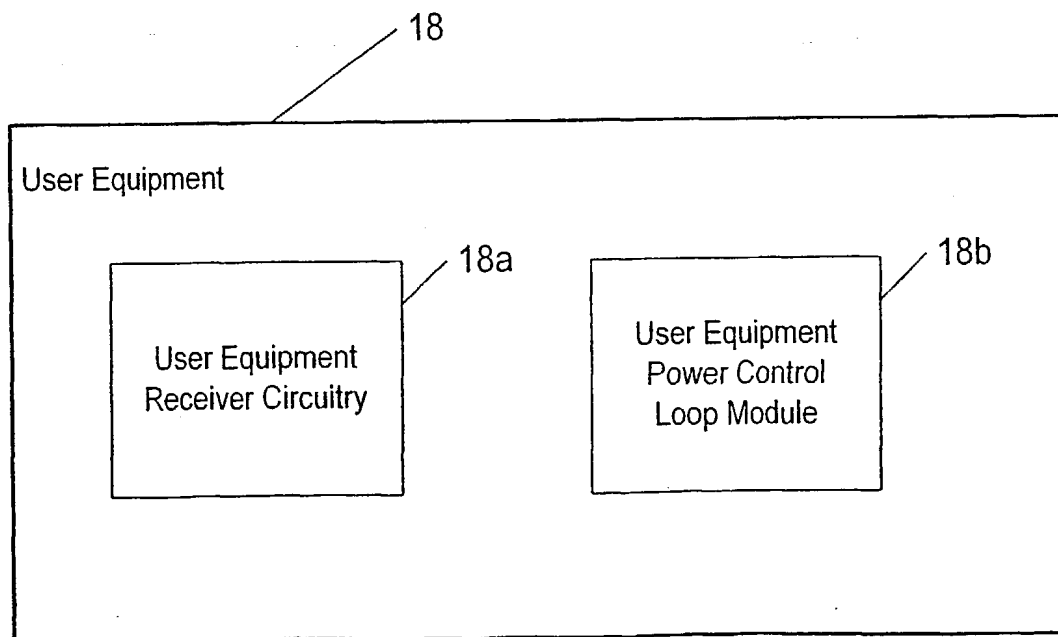 18
User Equipment
18a
18b
User Equipment
Receiver Circuitry
User Equipment
Power Control
Loop Module